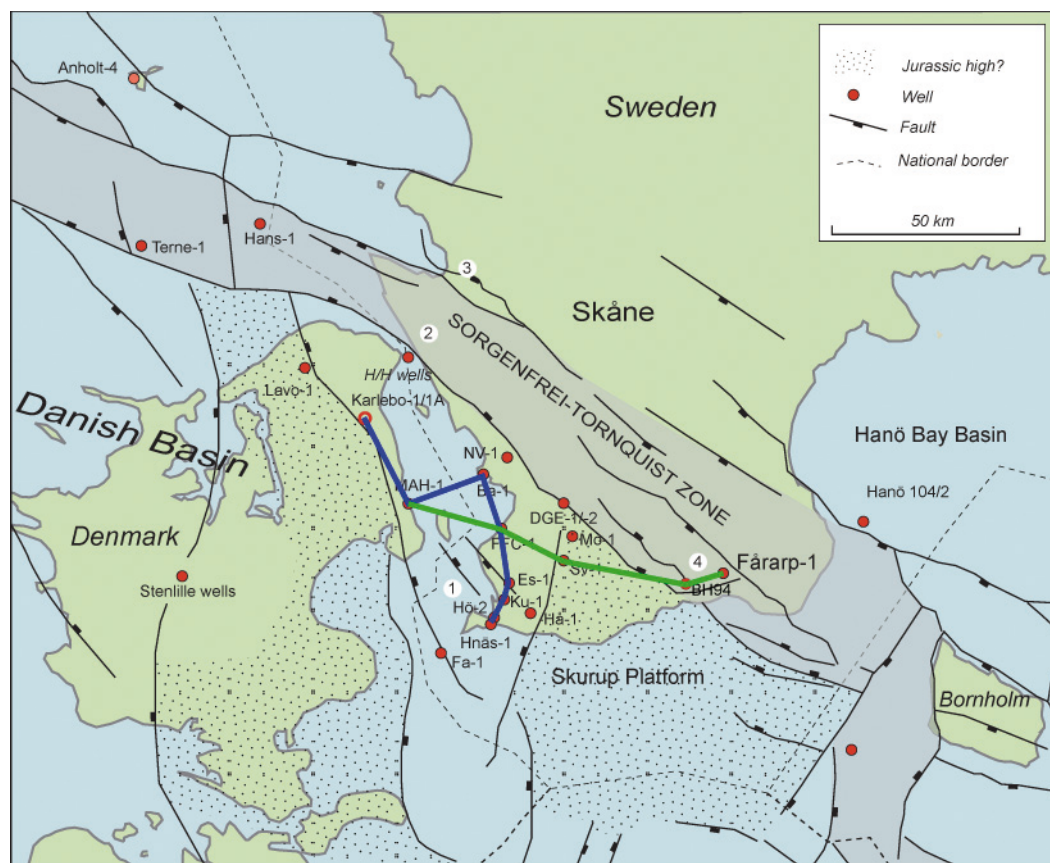 Anholt-4
Sweden
Jurassic high?
Well
Fault
National border
50 km
Hans-1
Terne-1
3
Skåne
2
SORGENFREI-TORNQUIST ZONE
H/H wells
Lavö-1
Karlebo-1/1A
Danish Basin
Hanö Bay Basin
NV-1
Hanö 104/2
MAH-1
Ba-1
DGE-1/-2
Denmark
FFC-1
Mo-1
Sv-1
4
Fårarp-1
Stenlille wells
BH94
1
Es-1
Ku-1
Hö-2
Ha-1
Hnäs-1
Fa-1
Skurup Platform
Bornholm